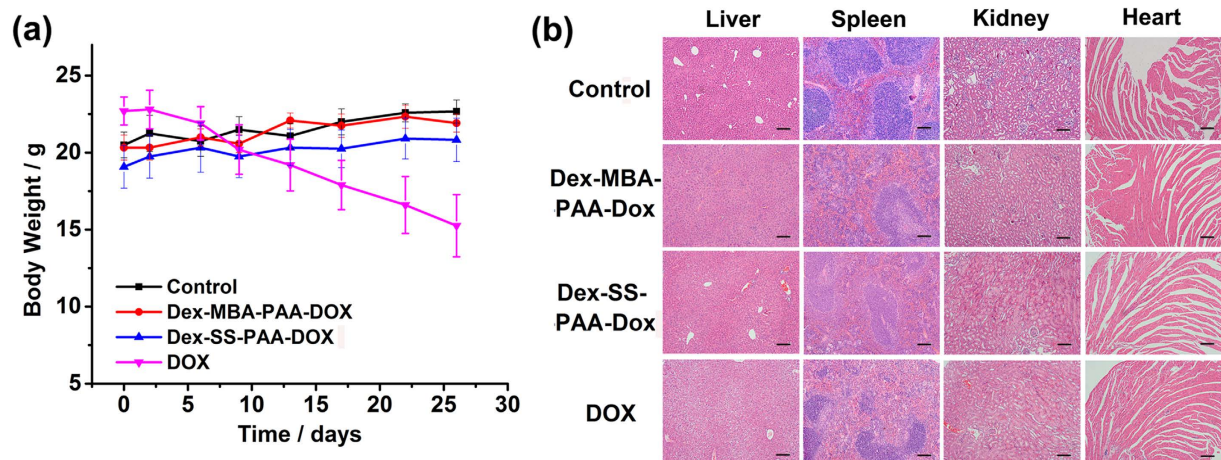 (a)
25
20
15
10
5
0
5
10
15
20
25
30
Body Weight / g
Time / days
Control
Dex-MBA-PAA-DOX
Dex-SS-PAA-DOX
DOX
(b)
Liver
Spleen
Kidney
Heart
Control
Dex-MBA-
PAA-Dox
Dex-SS-
PAA-Dox
DOX